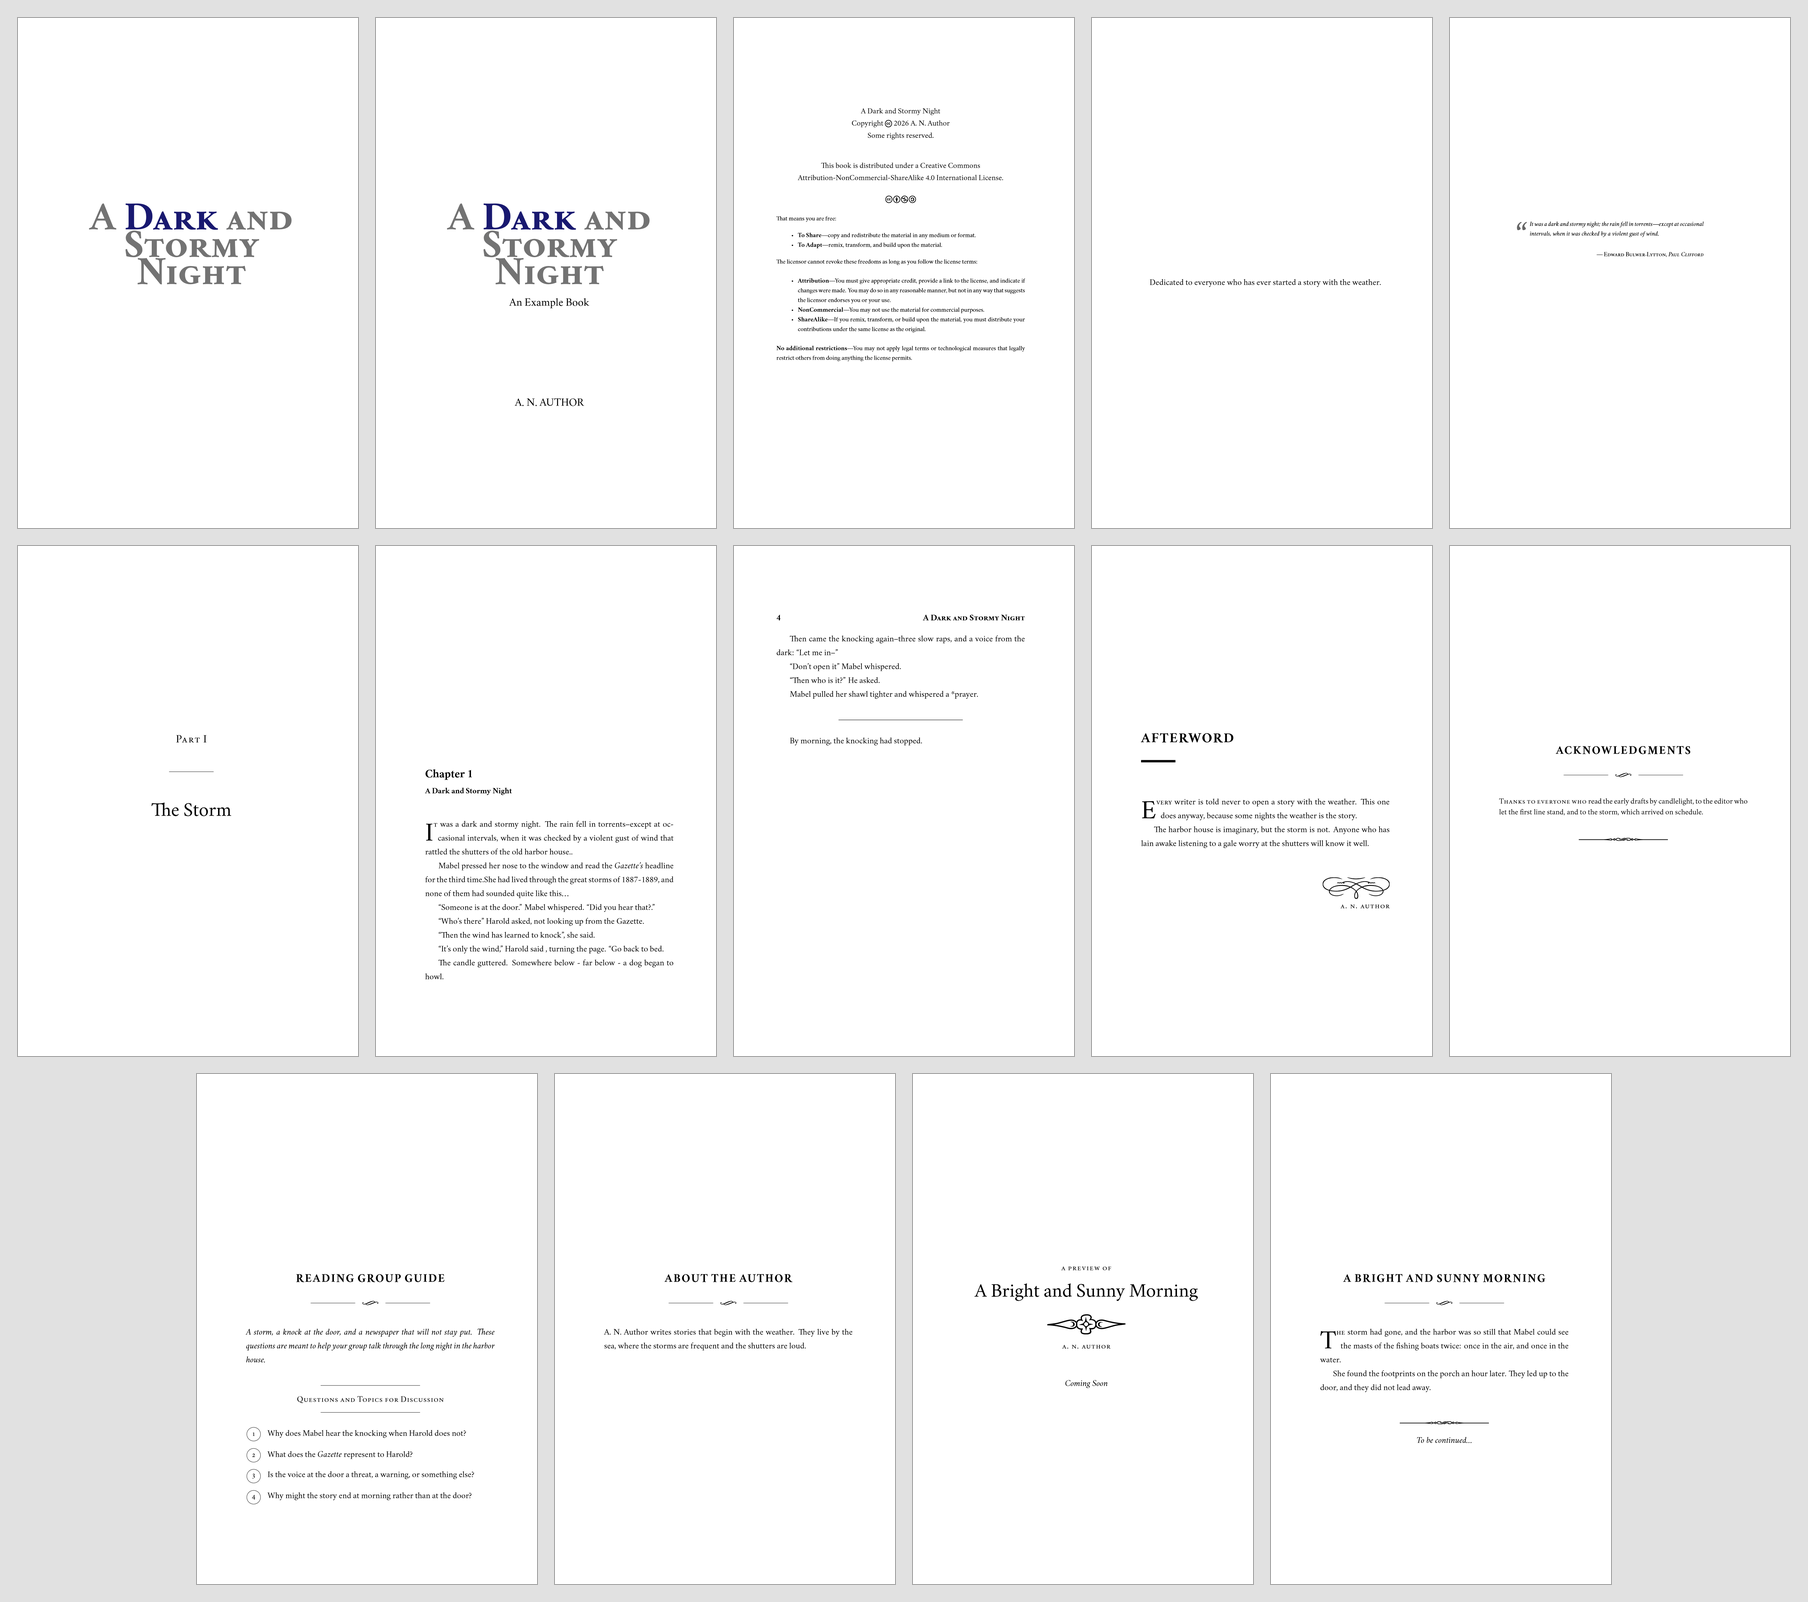 A Dark and
Stormy
Night
A Dark and
Stormy
Night
An Example Book
A. N. AUTHOR
A Dark and Stormy Night
Copyright 🄯 2026 A. N. Author
Some rights reserved.
This book is distributed under a Creative Commons
Attribution-NonCommercial-ShareAlike 4.0 International License.
That means you are free:
• To Share—copy and redistribute the material in any medium or format.
• To Adapt—remix, transform, and build upon the material.
The licensor cannot revoke these freedoms as long as you follow the license terms:
• Attribution—You must give appropriate credit, provide a link to the license, and indicate if
changes were made. You may do so in any reasonable manner, but not in any way that suggests
the licensor endorses you or your use.
• NonCommercial—You may not use the material for commercial purposes.
• ShareAlike—If you remix, transform, or build upon the material, you must distribute your
contributions under the same license as the original.
No additional restrictions—You may not apply legal terms or technological measures that legally
restrict others from doing anything the license permits.
Dedicated to everyone who has ever started a story with the weather.
“ It was a dark and stormy night; the rain fell in torrents—except at occasional
intervals, when it was checked by a violent gust of wind.
—Edward Bulwer-Lytton, Paul Clifford
Part I
The Storm
Chapter 1
A Dark and Stormy Night
It was a dark and stormy night. The rain fell in torrents–except at oc-
casional intervals, when it was checked by a violent gust of wind that
rattled the shutters of the old harbor house..
Mabel pressed her nose to the window and read the Gazette’s headline
for the third time.She had lived through the great storms of 1887-1889, and
none of them had sounded quite like this…
“Someone is at the door.” Mabel whispered. “Did you hear that?.”
“Who’s there” Harold asked, not looking up from the Gazette.
“Then the wind has learned to knock”, she said.
“It’s only the wind,” Harold said , turning the page. “Go back to bed.
The candle guttered. Somewhere below - far below - a dog began to
howl.
4 A Dark and Stormy Night
Then came the knocking again–three slow raps, and a voice from the
dark: “Let me in–”
“Don’t open it” Mabel whispered.
“Then who is it?” He asked.
Mabel pulled her shawl tighter and whispered a *prayer.
By morning, the knocking had stopped.
AFTERWORD
Every writer is told never to open a story with the weather. This one
does anyway, because some nights the weather is the story.
The harbor house is imaginary, but the storm is not. Anyone who has
lain awake listening to a gale worry at the shutters will know it well.
A. N. AUTHOR
ACKNOWLEDGMENTS
Thanks to everyone who read the early drafts by candlelight, to the editor who
let the first line stand, and to the storm, which arrived on schedule.
READING GROUP GUIDE
A storm, a knock at the door, and a newspaper that will not stay put. These
questions are meant to help your group talk through the long night in the harbor
house.
Questions and Topics for Discussion
1 Why does Mabel hear the knocking when Harold does not?
2 What does the Gazette represent to Harold?
3 Is the voice at the door a threat, a warning, or something else?
4 Why might the story end at morning rather than at the door?
ABOUT THE AUTHOR
A. N. Author writes stories that begin with the weather. They live by the
sea, where the storms are frequent and the shutters are loud.
A PREVIEW OF
A Bright and Sunny Morning
A. N. AUTHOR
Coming Soon
A BRIGHT AND SUNNY MORNING
The storm had gone, and the harbor was so still that Mabel could see
the masts of the fishing boats twice: once in the air, and once in the
water.
She found the footprints on the porch an hour later. They led up to the
door, and they did not lead away.
To be continued...